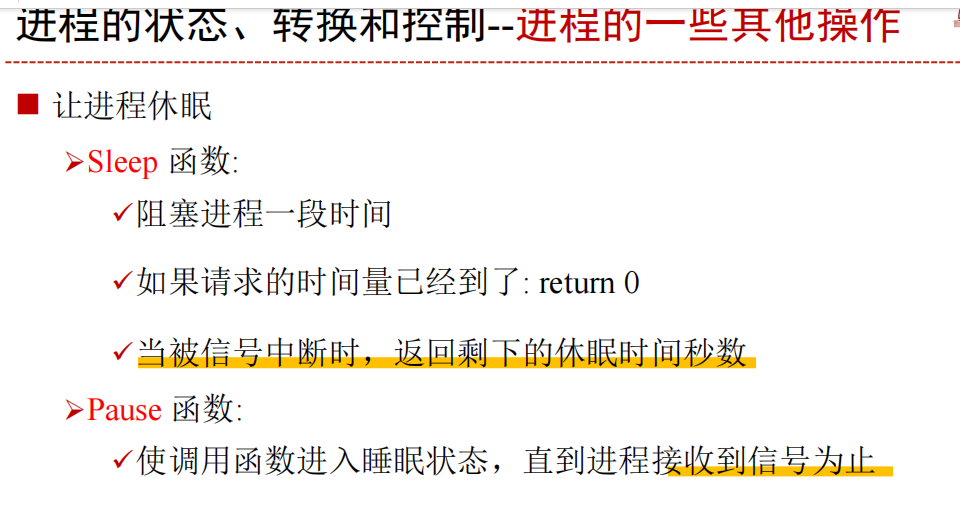 进程的状态、转换和控制--进程的一些其他操作
让进程休眠
Sleep 函数:
阻塞进程一段时间
如果请求的时间量已经到了: return 0
当被信号中断时，返回剩下的休眠时间秒数
Pause 函数:
使调用函数进入睡眠状态，直到进程接收到信号为止